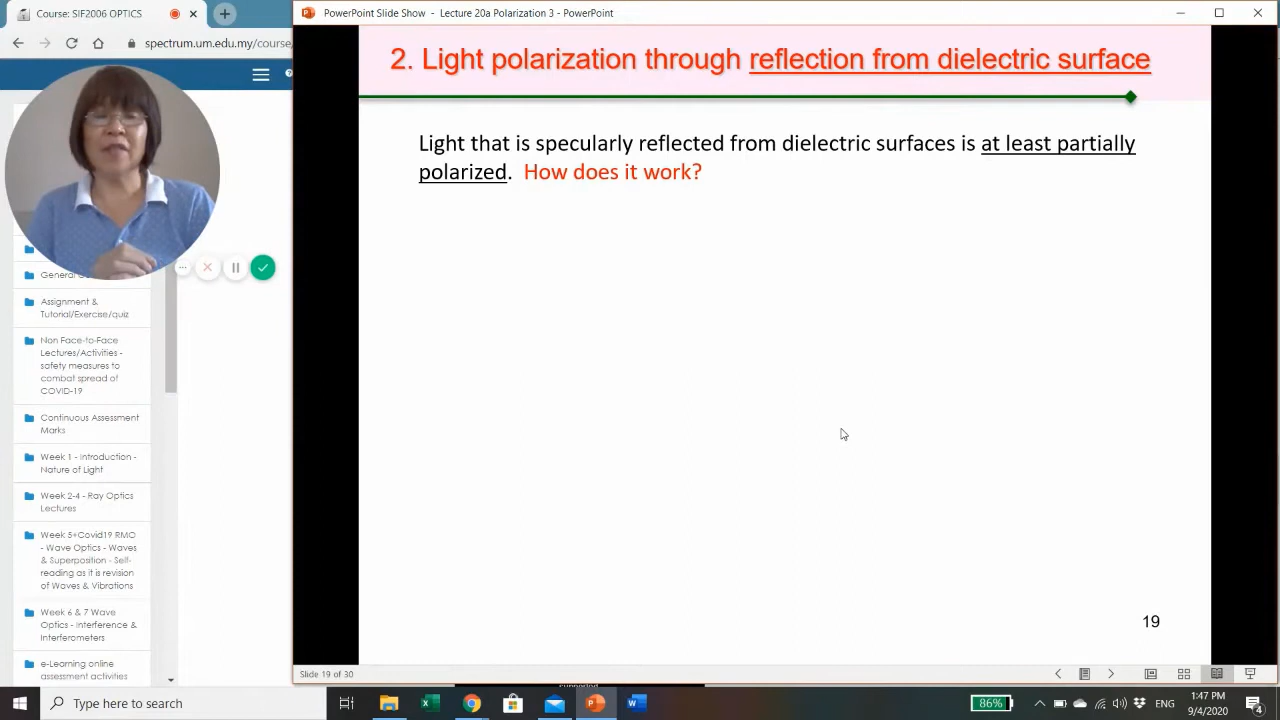 Course: SIF2006 OPTICS
PowerPoint Slide Show - Lecture 20a Polarization 3 - PowerPoint
spectrum.um.edu.my/course/
2. Light polarization through reflection from dielectric surface
Light that is specularly reflected from dielectric surfaces is at least partially
polarized. How does it work?
General
Assignment &
Tutorial/Exercise/quiz
Non Face-to-Face
Lectures/Activities -
safety measures to
combat spread of
COVID-19
Continuous Assessment
Marks
Week 1 - Introduction -
Nature of Light
Week 2-4 - Ray Optics
Lectures
Week 5+Covid19 RMO
- Wave Optics - Waves
& Superposition - Self-
reading as it is revision
of Waves & Vibrations
Week 6 & 7 Wave
Optics - Interference &
Interferometers
e-Learning online
assessment activities
19
Slide 19 of 30
Type here to search
86%
ENG
1:47 PM
9/4/2020
4